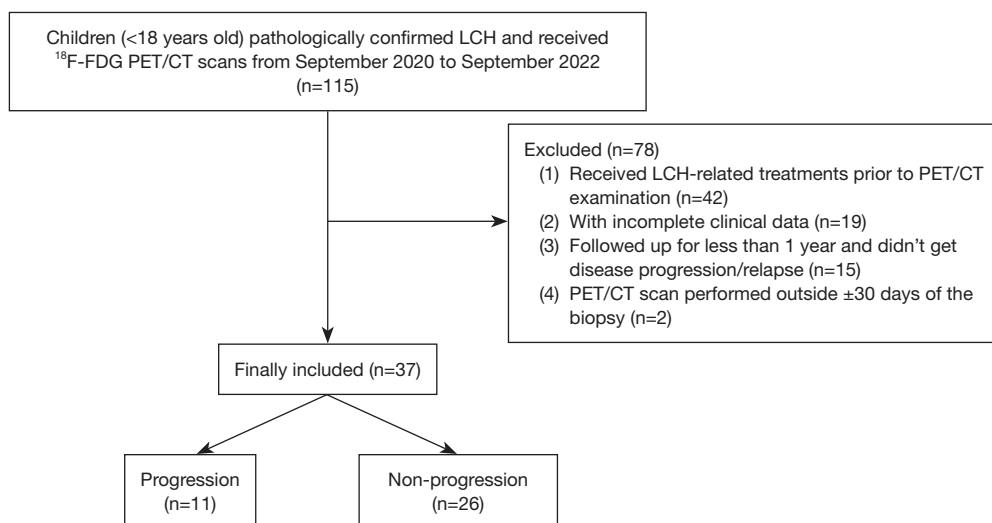 Children (<18 years old) pathologically confirmed LCH and received
¹⁸F-FDG PET/CT scans from September 2020 to September 2022
(n=115)
Excluded (n=78)
(1) Received LCH-related treatments prior to PET/CT
examination (n=42)
(2) With incomplete clinical data (n=19)
(3) Followed up for less than 1 year and didn't get
disease progression/relapse (n=15)
(4) PET/CT scan performed outside ±30 days of the
biopsy (n=2)
Finally included (n=37)
Progression
(n=11)
Non-progression
(n=26)